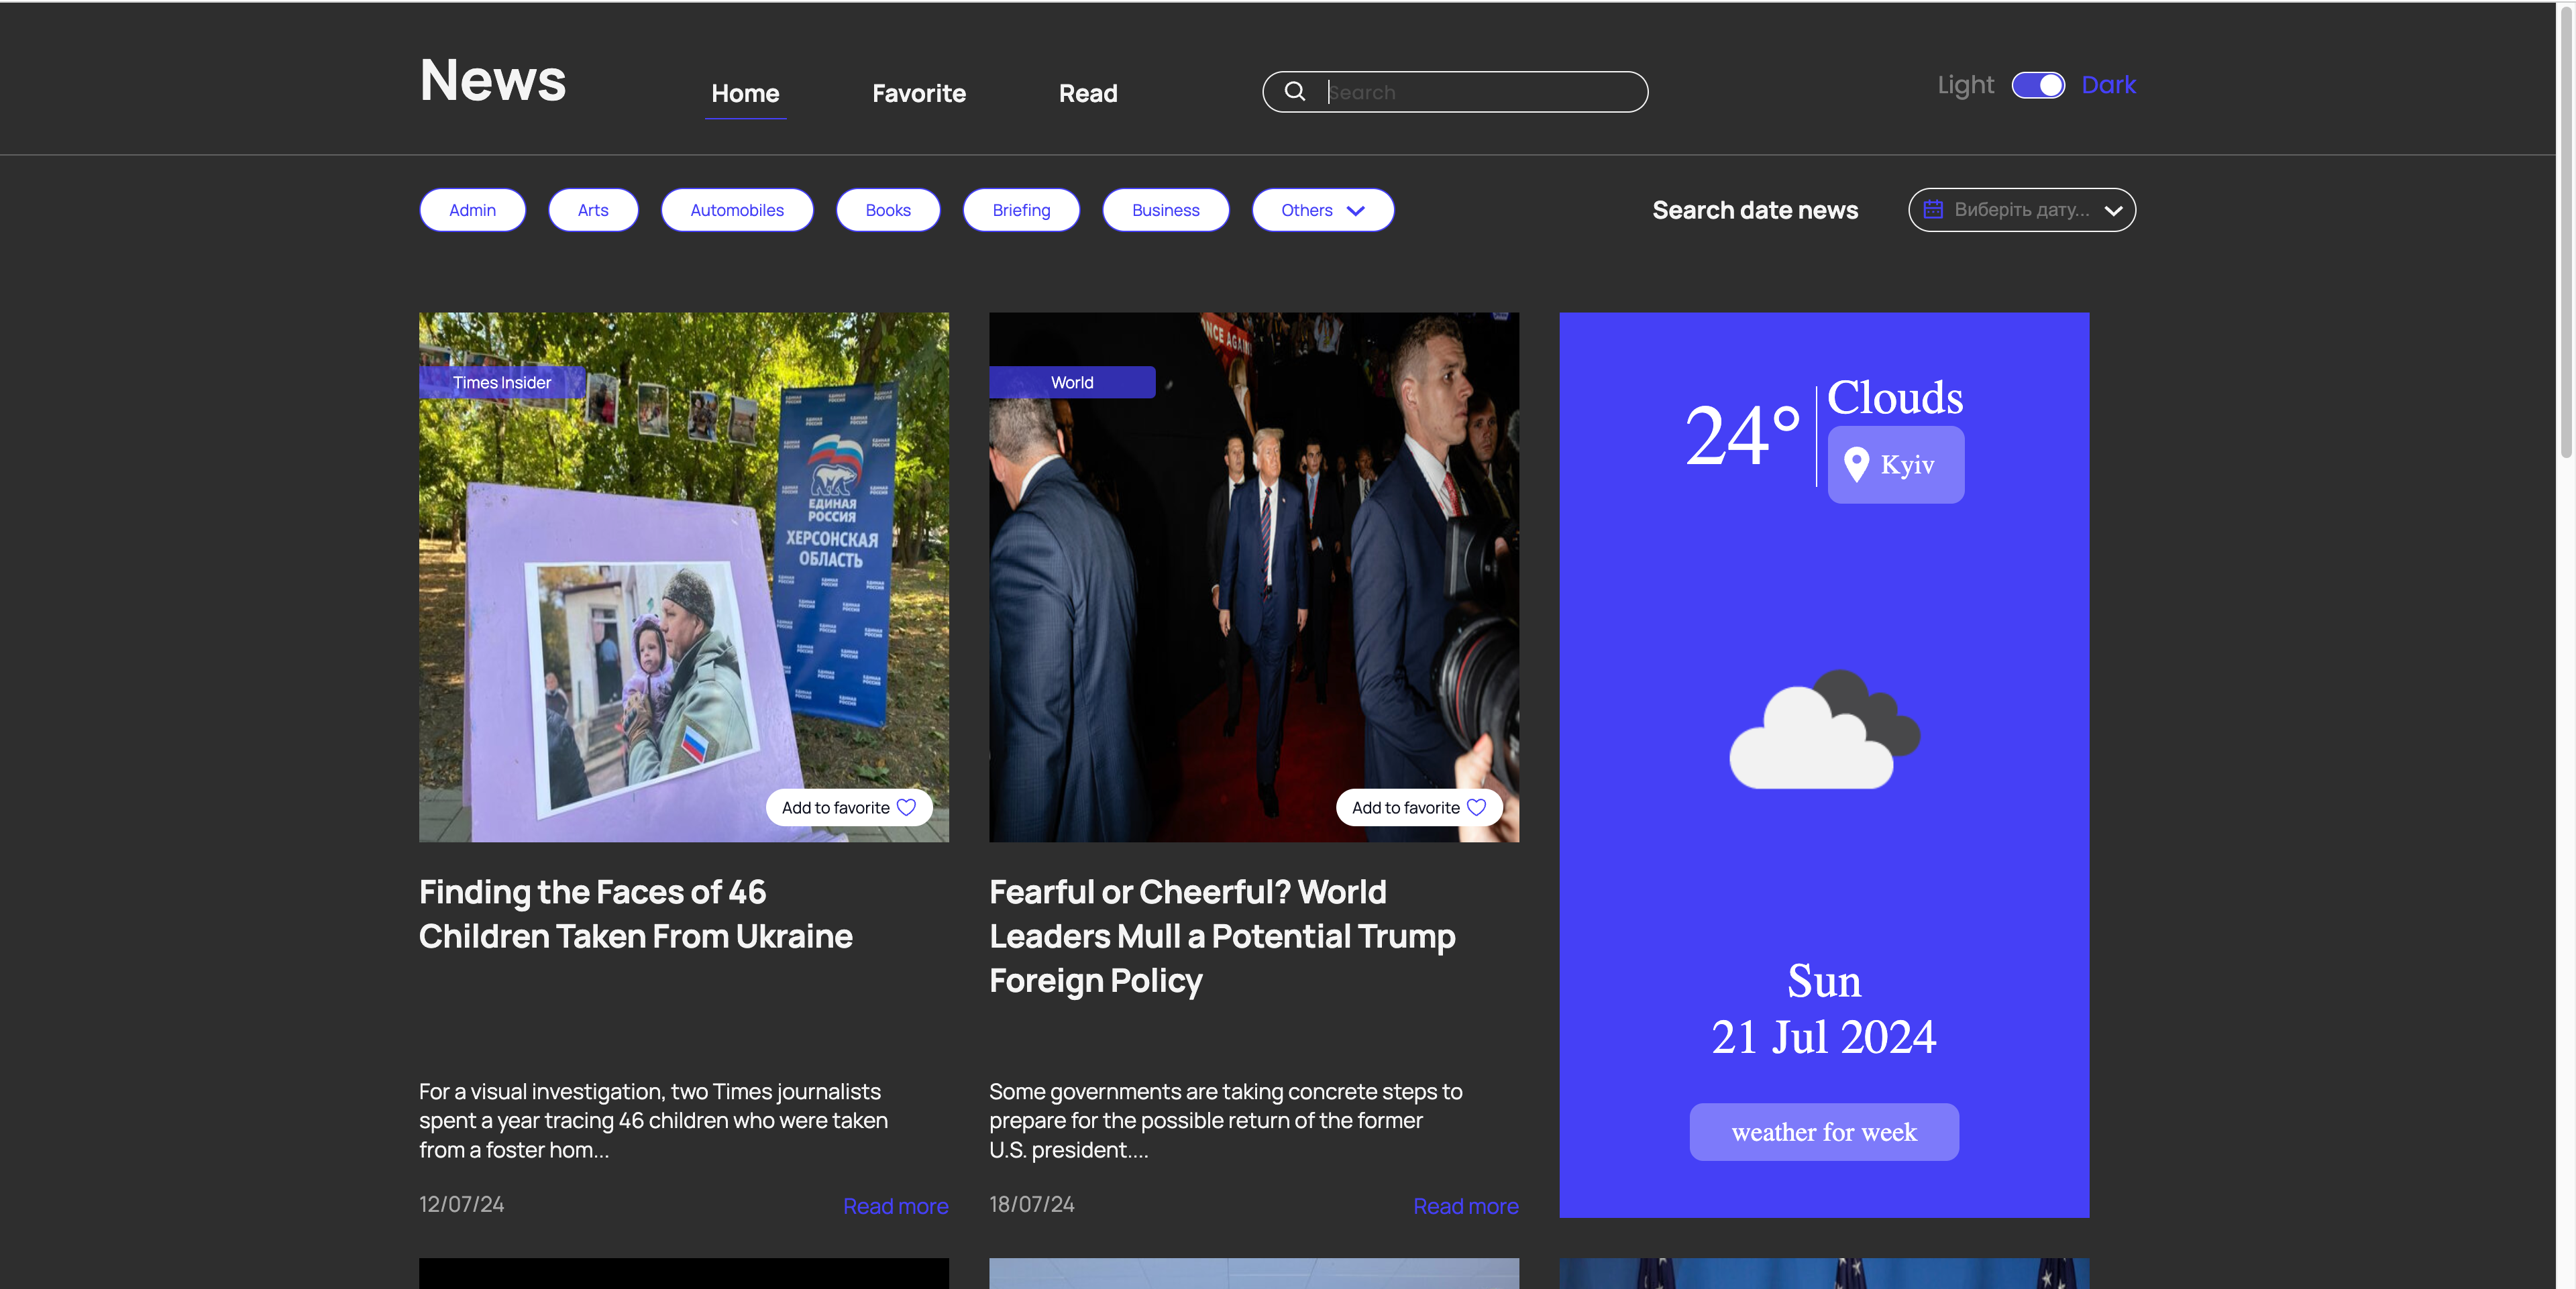 News
Home
Favorite
Read
Search
Light
Dark
Admin
Arts
Automobiles
Books
Briefing
Business
Others
Search date news
Виберіть дату...
Times Insider
ЕДИНАЯ
РОССИЯ
ХЕРСОНСКАЯ
ОБЛАСТЬ
Add to favorite
Finding the Faces of 46
Children Taken From Ukraine
For a visual investigation, two Times journalists
spent a year tracing 46 children who were taken
from a foster hom...
12/07/24
Read more
NCE AGAIN
World
Add to favorite
Fearful or Cheerful? World
Leaders Mull a Potential Trump
Foreign Policy
Some governments are taking concrete steps to
prepare for the possible return of the former
U.S. president....
18/07/24
Read more
24°
Clouds
Kyiv
Sun
21 Jul 2024
weather for week